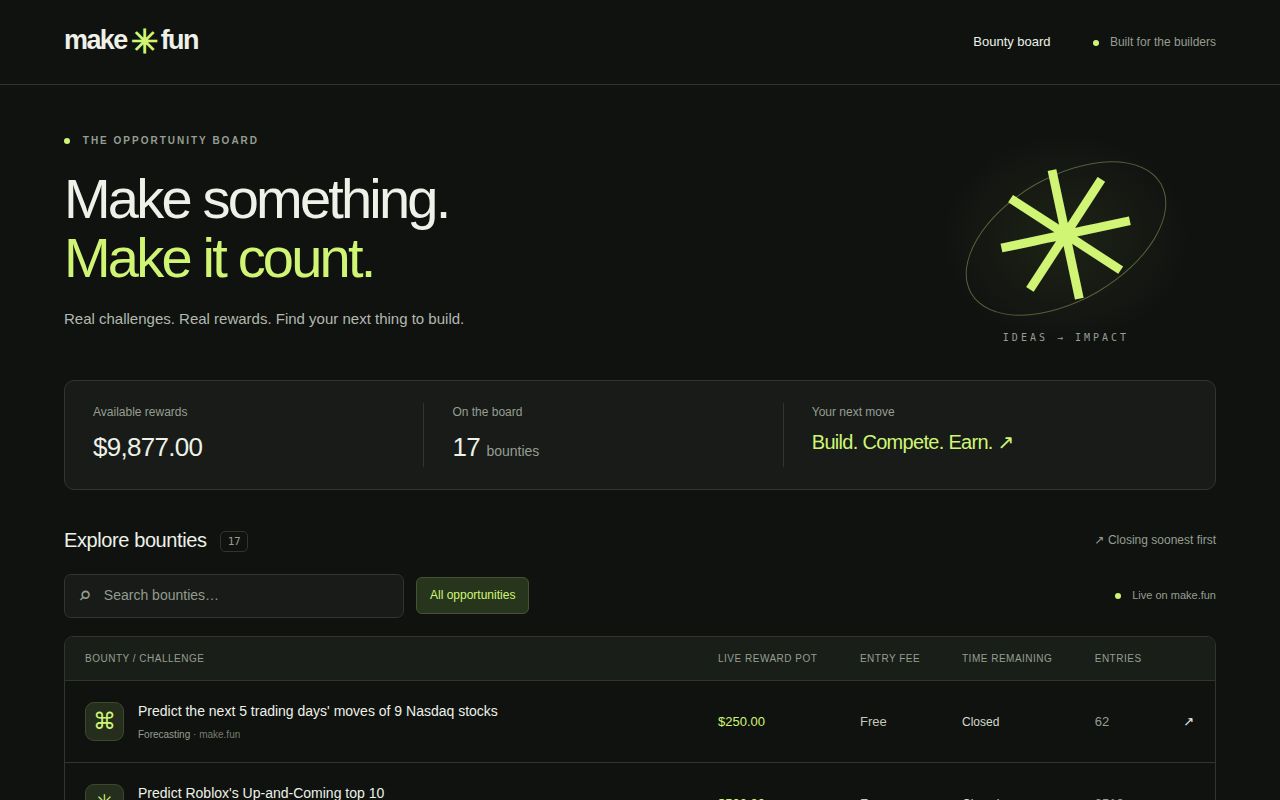 make✳fun
Bounty board
Built for the builders
THE OPPORTUNITY BOARD
Make something.
Make it count.
Real challenges. Real rewards. Find your next thing to build.
IDEAS → IMPACT
Available rewards
$9,877.00
On the board
17 bounties
Your next move
Build. Compete. Earn. ↗
Explore bounties 17
↗ Closing soonest first
Search bounties…
All opportunities
Live on make.fun
BOUNTY / CHALLENGE LIVE REWARD POT ENTRY FEE TIME REMAINING ENTRIES
Predict the next 5 trading days' moves of 9 Nasdaq stocks
Forecasting · make.fun
$250.00 Free Closed 62 ↗
Predict Roblox's Up-and-Coming top 10